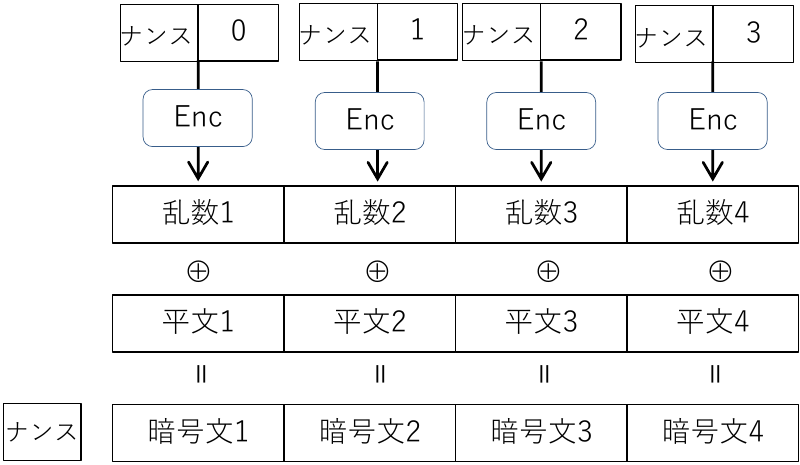 ナンス 0 ナンス 1 ナンス 2 ナンス 3
Enc Enc Enc Enc
乱数1 乱数2 乱数3 乱数4
⊕ ⊕ ⊕ ⊕
平文1 平文2 平文3 平文4
= = = =
ナンス 暗号文1 暗号文2 暗号文3 暗号文4